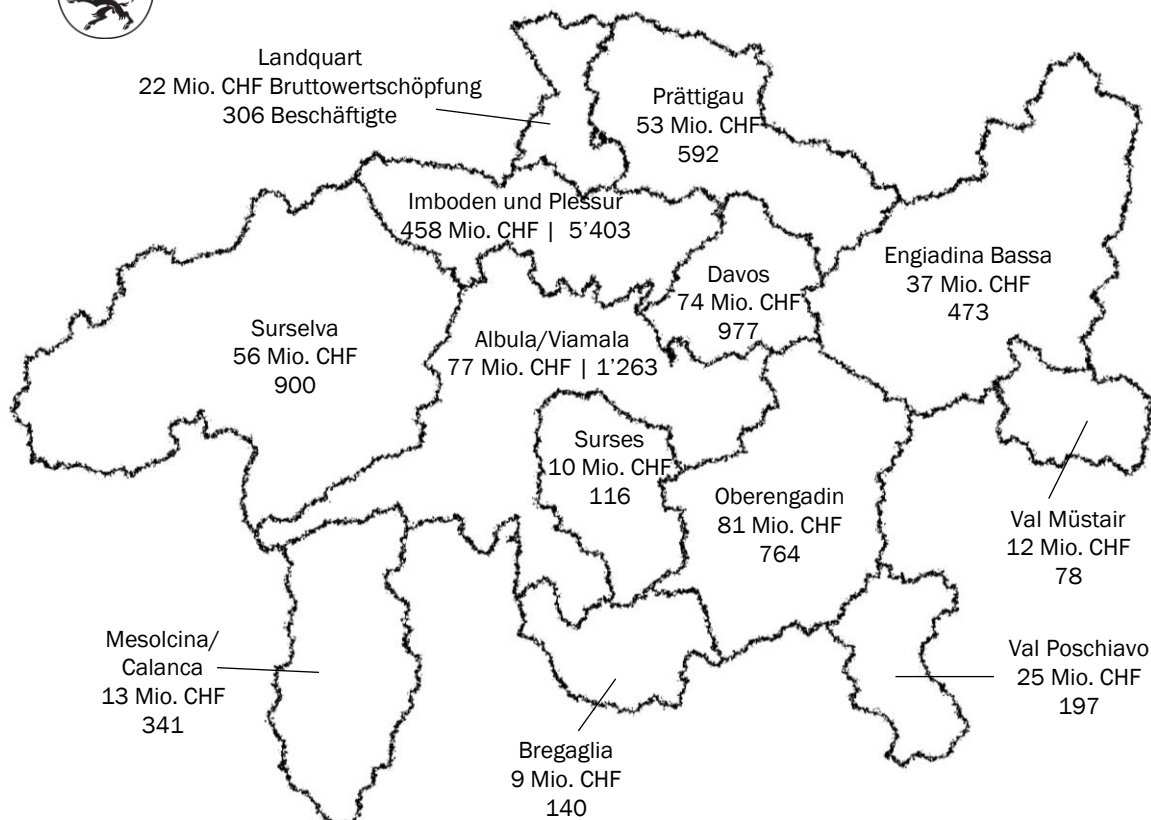 Landquart
22 Mio. CHF Bruttowertschöpfung
306 Beschäftigte
Prättigau
53 Mio. CHF
592
Imboden und Plessur
458 Mio. CHF | 5'403
Davos
74 Mio. CHF
977
Engiadina Bassa
37 Mio. CHF
473
Surselva
56 Mio. CHF
900
Albula/Viamala
77 Mio. CHF | 1'263
Surses
10 Mio. CHF
116
Oberengadin
81 Mio. CHF
764
Val Müstair
12 Mio. CHF
78
Mesolcina/
Calanca
13 Mio. CHF
341
Val Poschiavo
25 Mio. CHF
197
Bregaglia
9 Mio. CHF
140